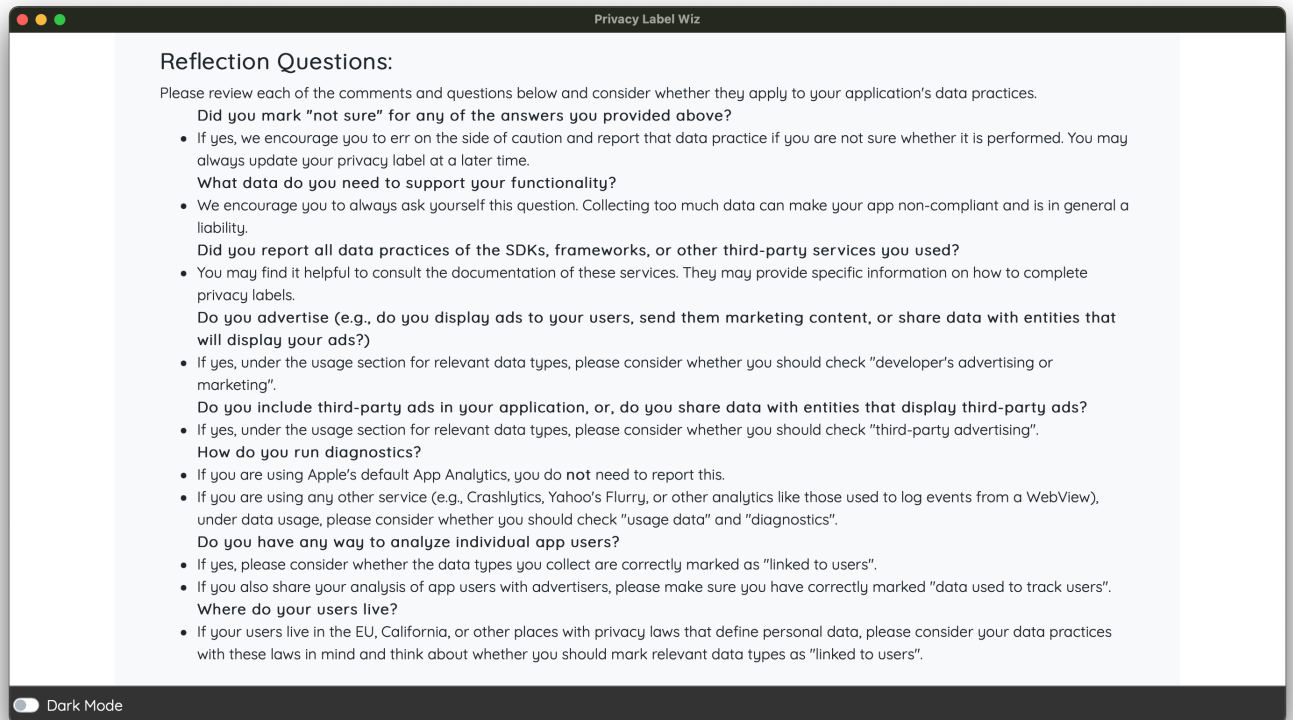 Privacy Label Wiz
Reflection Questions:
Please review each of the comments and questions below and consider whether they apply to your application's data practices.
Did you mark "not sure" for any of the answers you provided above?
• If yes, we encourage you to err on the side of caution and report that data practice if you are not sure whether it is performed. You may
always update your privacy label at a later time.
What data do you need to support your functionality?
• We encourage you to always ask yourself this question. Collecting too much data can make your app non-compliant and is in general a
liability.
Did you report all data practices of the SDKs, frameworks, or other third-party services you used?
• You may find it helpful to consult the documentation of these services. They may provide specific information on how to complete
privacy labels.
Do you advertise (e.g., do you display ads to your users, send them marketing content, or share data with entities that
will display your ads?)
• If yes, under the usage section for relevant data types, please consider whether you should check "developer's advertising or
marketing".
Do you include third-party ads in your application, or, do you share data with entities that display third-party ads?
• If yes, under the usage section for relevant data types, please consider whether you should check "third-party advertising".
How do you run diagnostics?
• If you are using Apple's default App Analytics, you do not need to report this.
• If you are using any other service (e.g., Crashlytics, Yahoo's Flurry, or other analytics like those used to log events from a WebView),
under data usage, please consider whether you should check "usage data" and "diagnostics".
Do you have any way to analyze individual app users?
• If yes, please consider whether the data types you collect are correctly marked as "linked to users".
• If you also share your analysis of app users with advertisers, please make sure you have correctly marked "data used to track users".
Where do your users live?
• If your users live in the EU, California, or other places with privacy laws that define personal data, please consider your data practices
with these laws in mind and think about whether you should mark relevant data types as "linked to users".
Dark Mode